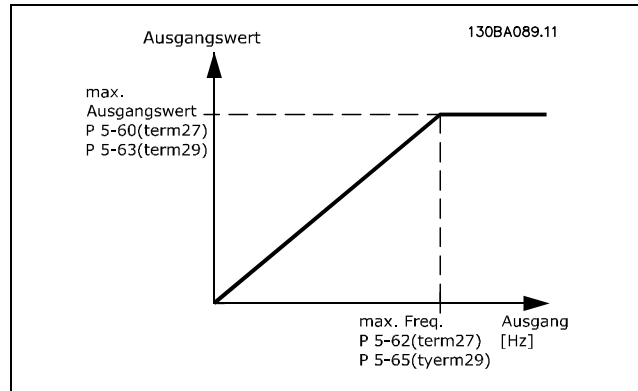 130BA089.11
Ausgangswert
max.
Ausgangswert
P 5-60(term27)
P 5-63(term29)
max. Freq.
P 5-62(term27)
P 5-65(tyerm29)
Ausgang
[Hz]